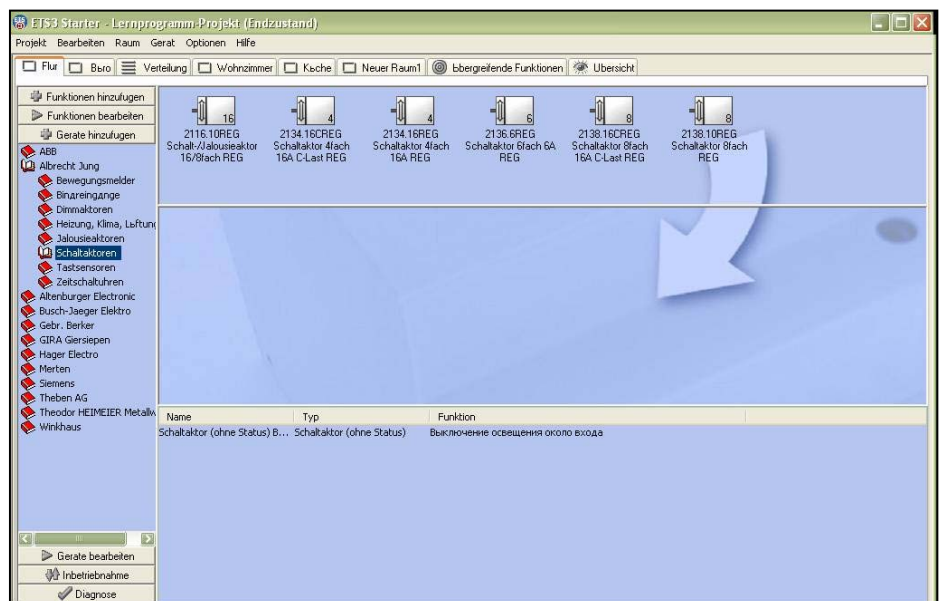 ETS3 Starter - Lernprogramm-Projekt (Endzustand)
Projekt Bearbeiten Raum Gerat Optionen Hilfe
Flur Выro Verteilung Wohnzimmer Kьche Neuer Raum1 Ьbergreifende Funktionen Ubersicht
Funktionen hinzufugen
Funktionen bearbeiten
Gerate hinzufugen
ABB
Albrecht Jung
Bewegungsmelder
Binдreingдnge
Dimmaktoren
Heizung, Klima, Lьftung
Jalousieaktoren
Schaltaktoren
Tastsensoren
Zeitschaltuhren
Altenburger Electronic
Busch-Jaeger Elektro
Gebr. Berker
GIRA Giersiepen
Hager Electro
Merten
Siemens
Theben AG
Theodor HEIMEIER Metallw
Winkhaus
Gerate bearbeiten
Inbetriebnahme
Diagnose
16
2116.10REG
Schalt-/Jalousieaktor
16/8fach REG
4
2134.16CREG
Schaltaktor 4fach
16A C-Last REG
4
2134.16REG
Schaltaktor 4fach
16A REG
6
2136.6REG
Schaltaktor 6fach 6A
REG
8
2138.16CREG
Schaltaktor 8fach
16A C-Last REG
8
2138.10REG
Schaltaktor 8fach
REG
Name Typ Funktion
Schaltaktor (ohne Status) B... Schaltaktor (ohne Status) Выключение освещения около входа